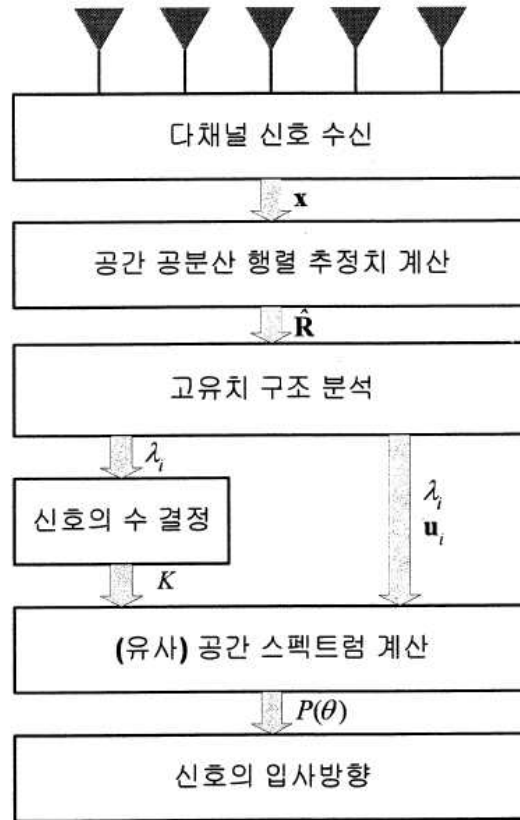 다채널 신호 수신
x
공간 공분산 행렬 추정치 계산
R̂
고유치 구조 분석
λᵢ
λᵢ
uᵢ
신호의 수 결정
K
(유사) 공간 스펙트럼 계산
P(θ)
신호의 입사방향